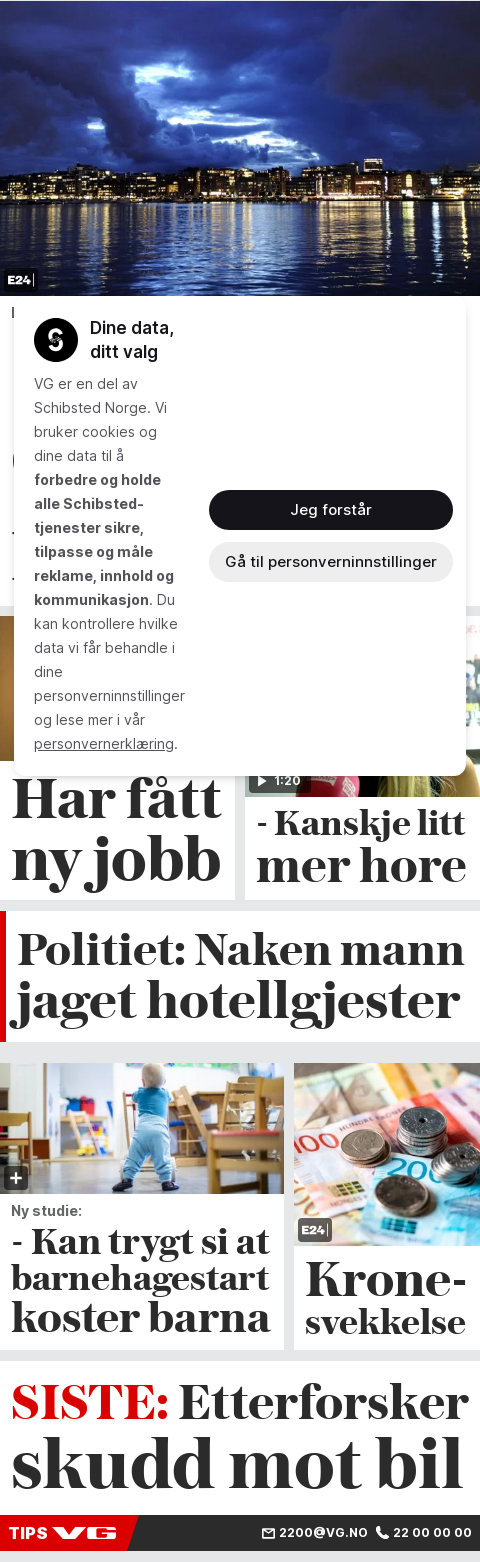 E24
Dine data,
ditt valg
VG er en del av
Schibsted Norge. Vi
bruker cookies og
dine data til å
forbedre og holde
alle Schibsted-
tjenester sikre,
tilpasse og måle
reklame, innhold og
kommunikasjon. Du
kan kontrollere hvilke
data vi får behandle i
dine
personverninnstillinger
og lese mer i vår
personvernerklæring.
Jeg forstår
Gå til personverninnstillinger
Har fått
ny jobb
1:20
- Kanskje litt
mer hore
Politiet: Naken mann
jaget hotellgjester
Ny studie:
- Kan trygt si at
barnehagestart
koster barna
100
HUNDRE KRONER
200
E24
Krone-
svekkelse
SISTE: Etterforsker
skudd mot bil
TIPS VG
2200@VG.NO 22 00 00 00